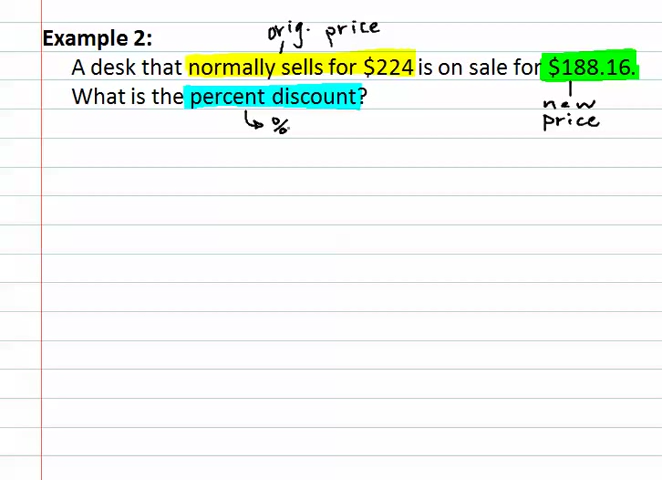 Example 2:
orig. price
A desk that normally sells for $224 is on sale for $188.16.
What is the percent discount?
new
price
%